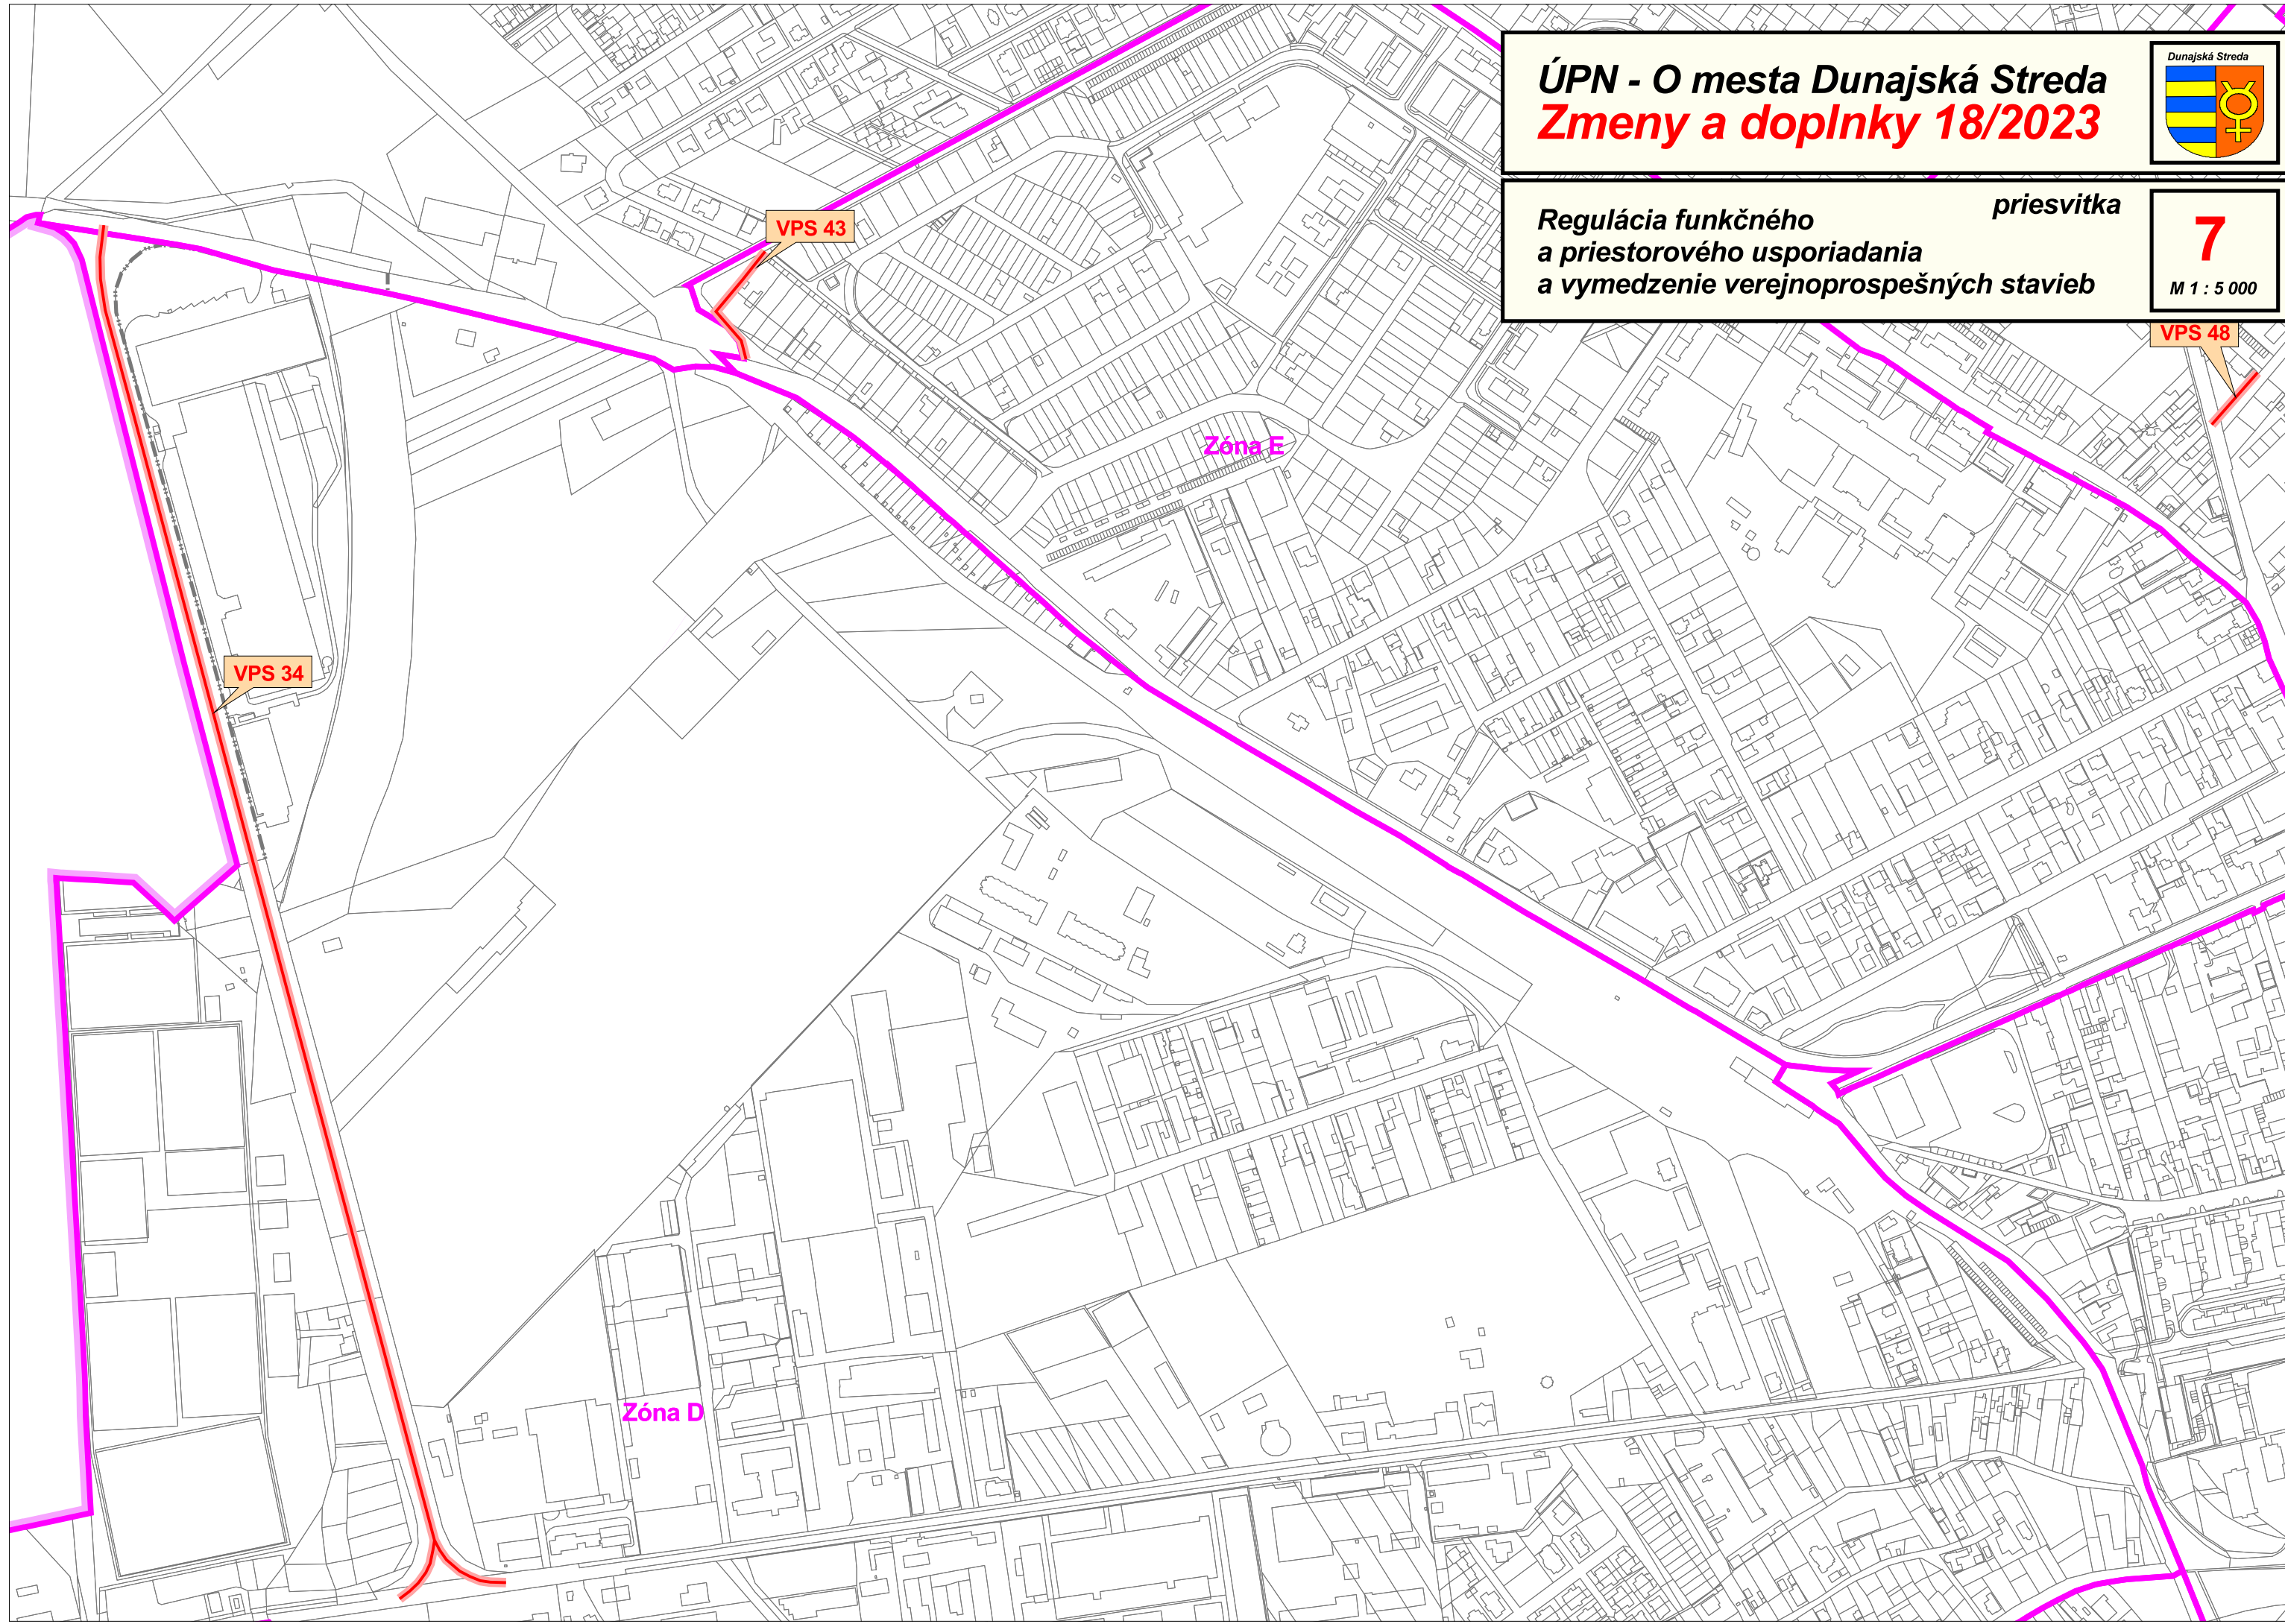 ÚPN - O mesta Dunajská Streda
Zmeny a doplnky 18/2023
Dunajská Streda
priesvitka
Regulácia funkčného
a priestorového usporiadania
a vymedzenie verejnoprospešných stavieb
7
M 1 : 5 000
VPS 43
VPS 48
Zóna E
VPS 34
Zóna D